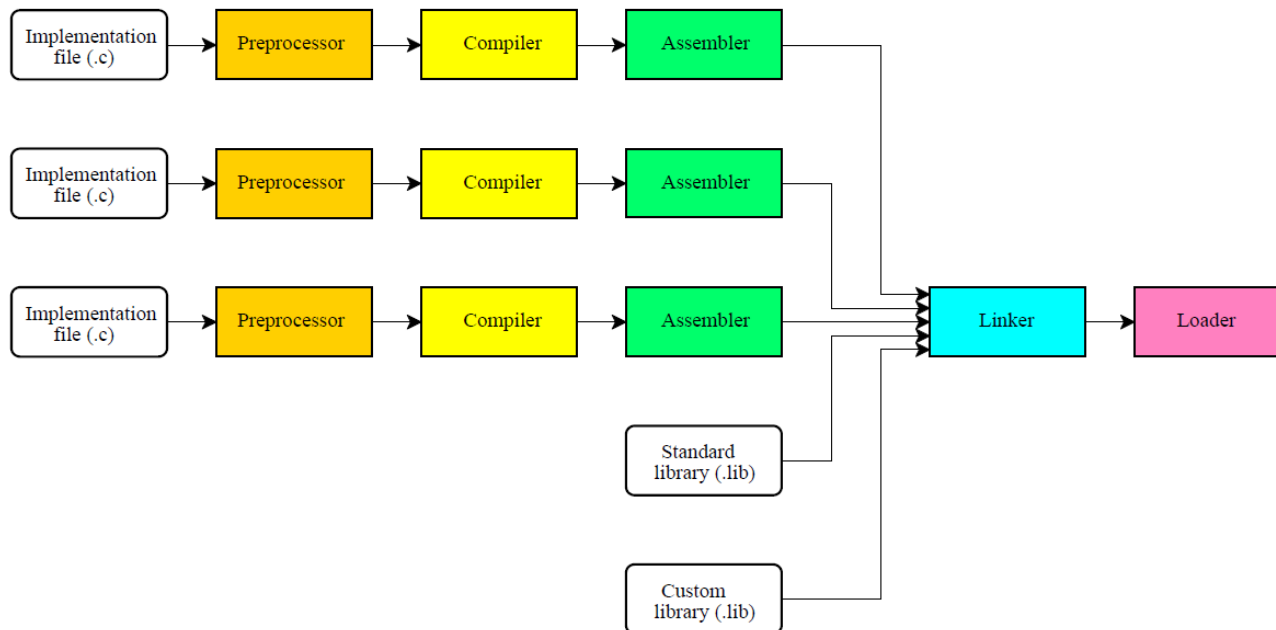 Implementation
file (.c)
Preprocessor
Compiler
Assembler
Implementation
file (.c)
Preprocessor
Compiler
Assembler
Implementation
file (.c)
Preprocessor
Compiler
Assembler
Linker
Loader
Standard
library (.lib)
Custom
library (.lib)